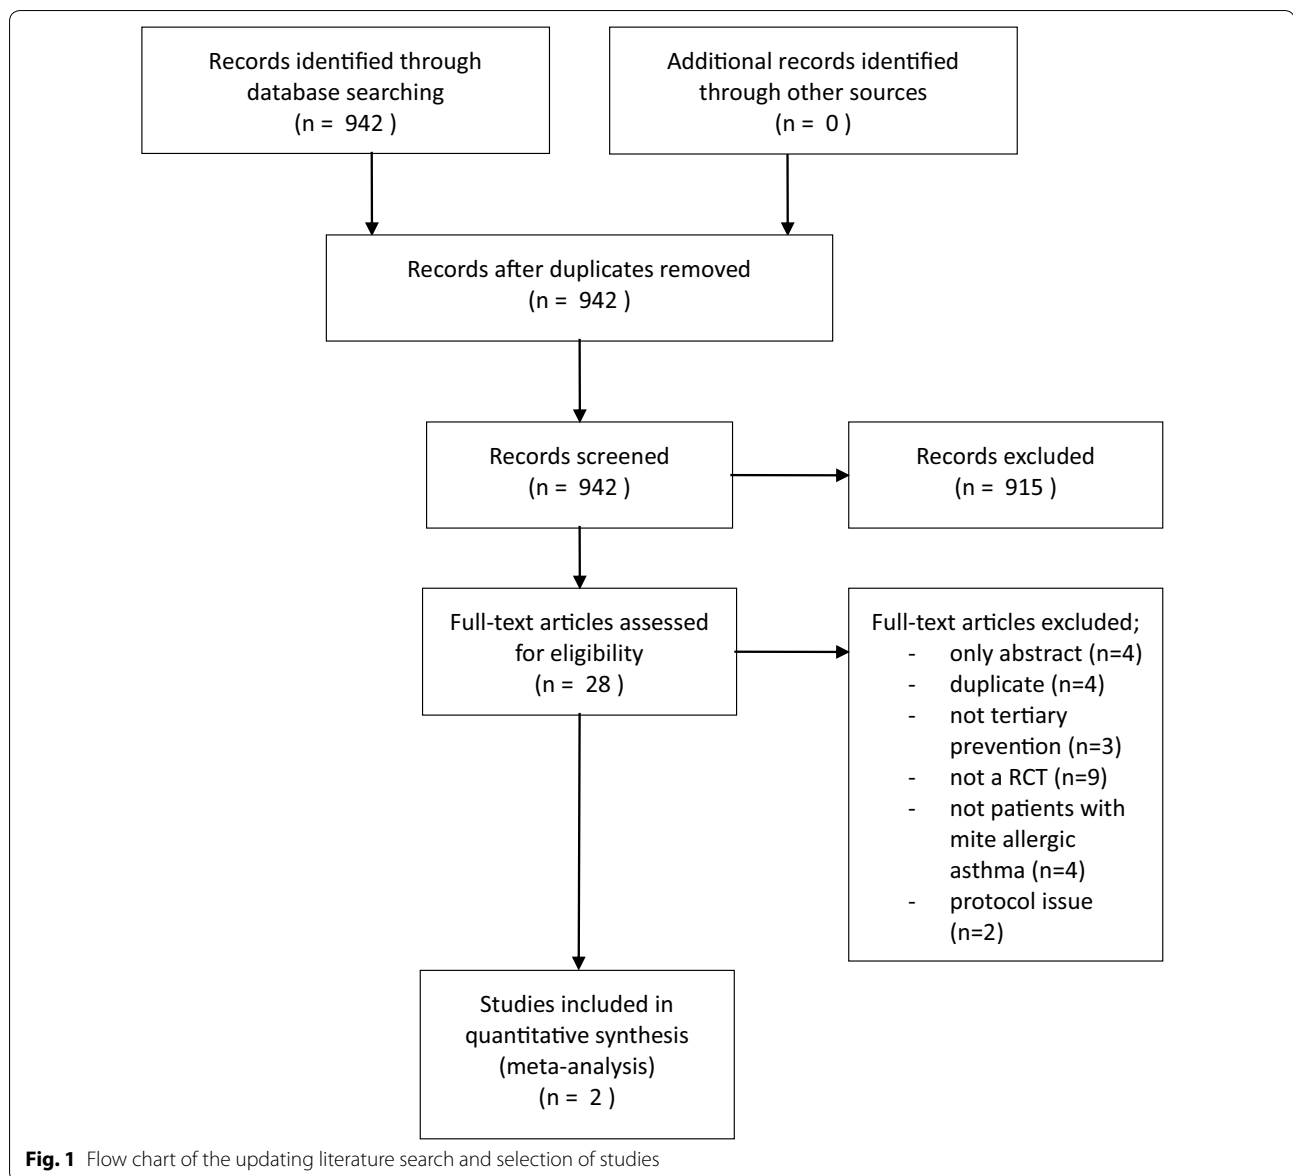 Records identified through
database searching
(n = 942 )
Additional records identified
through other sources
(n = 0 )
Records after duplicates removed
(n = 942 )
Records screened
(n = 942 )
Records excluded
(n = 915 )
Full-text articles assessed
for eligibility
(n = 28 )
Full-text articles excluded;
- only abstract (n=4)
- duplicate (n=4)
- not tertiary
prevention (n=3)
- not a RCT (n=9)
- not patients with
mite allergic
asthma (n=4)
- protocol issue
(n=2)
Studies included in
quantitative synthesis
(meta-analysis)
(n = 2 )
Fig. 1 Flow chart of the updating literature search and selection of studies